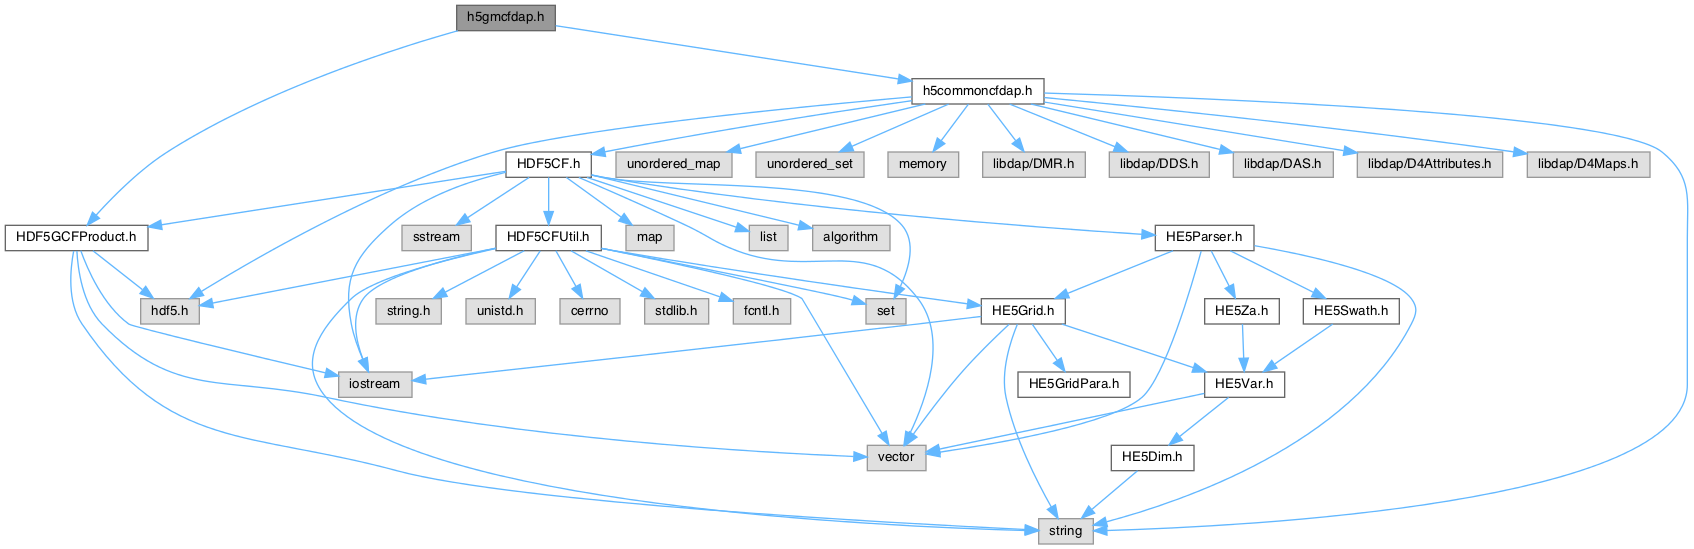 h5gmcfdap.h
h5commoncfdap.h
HDF5CF.h
unordered_map
unordered_set
memory
libdap/DMR.h
libdap/DDS.h
libdap/DAS.h
libdap/D4Attributes.h
libdap/D4Maps.h
HDF5GCFProduct.h
sstream
HDF5CFUtil.h
map
list
algorithm
HE5Parser.h
hdf5.h
string.h
unistd.h
cerrno
stdlib.h
fcntl.h
set
HE5Grid.h
HE5Za.h
HE5Swath.h
iostream
HE5GridPara.h
HE5Var.h
vector
HE5Dim.h
string